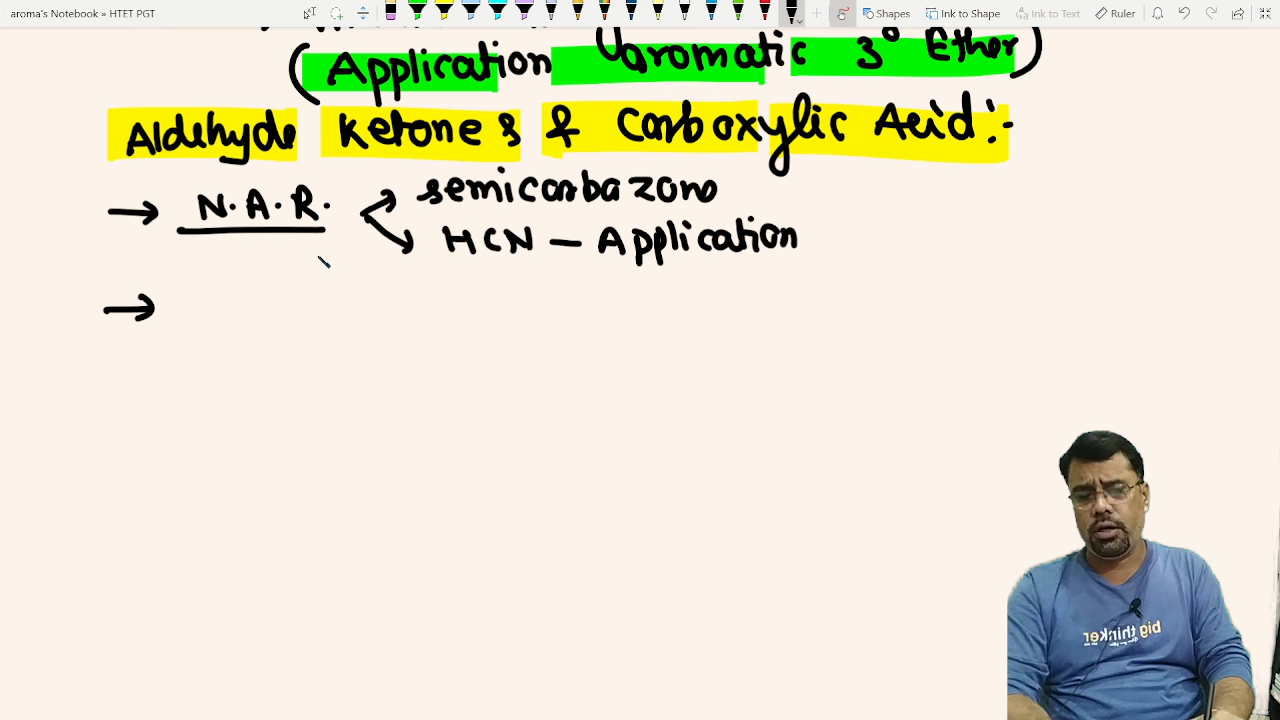 aroma's Notebook » HTET PGT
Shapes Ink to Shape Ink to Text Ruler
(Application aromatic 3° Ether)
Aldehyde Ketones & Carboxylic Acid:-
→ N.A.R. semicarbazone
HCN — Application
→
big thinker